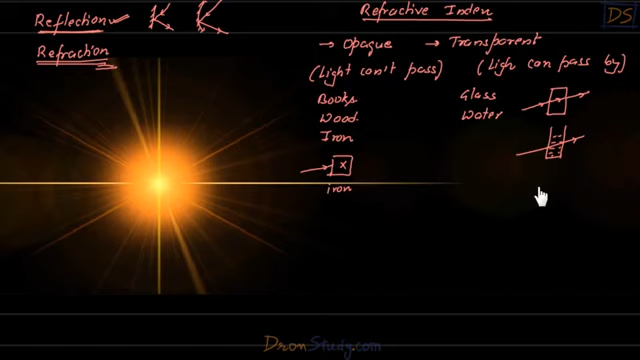 Reflection
Refraction
Refractive Index
→ Opaque → Transparent
(Light can't pass) (Ligh can pass by)
Books
Wood
Iron
Glass
Water
x
iron
DS
DronStudy.com